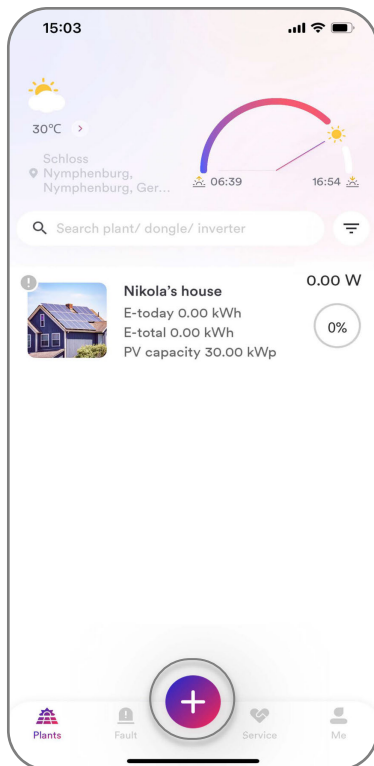 15:03
30℃
Schloss
Nymphenburg,
Nymphenburg, Ger...
06:39
16:54
Search plant/ dongle/ inverter
Nikola's house
0.00 W
E-today 0.00 kWh
E-total 0.00 kWh
0%
PV capacity 30.00 kWp
Plants
Fault
Service
Me